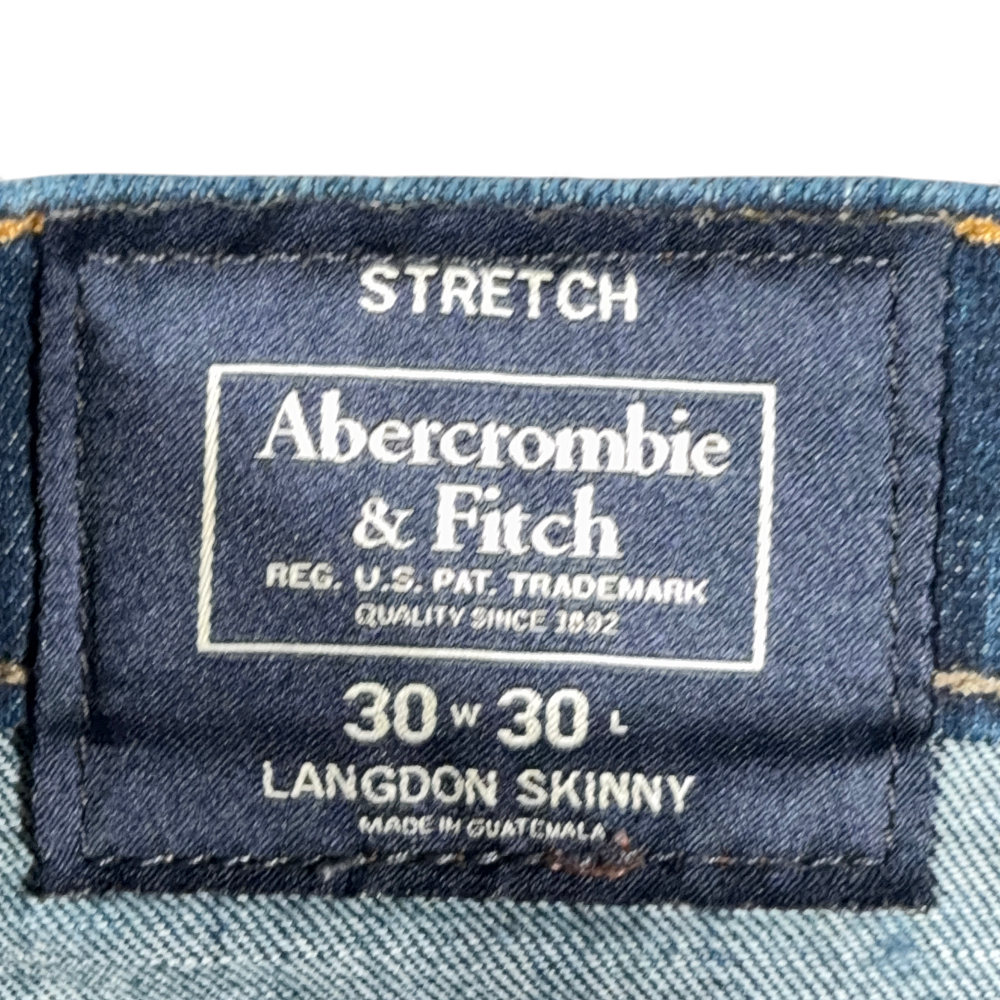 STRETCH
Abercrombie
& Fitch
REG. U.S. PAT. TRADEMARK
QUALITY SINCE 1892
30 W 30 L
LANGDON SKINNY
MADE IN GUATEMALA